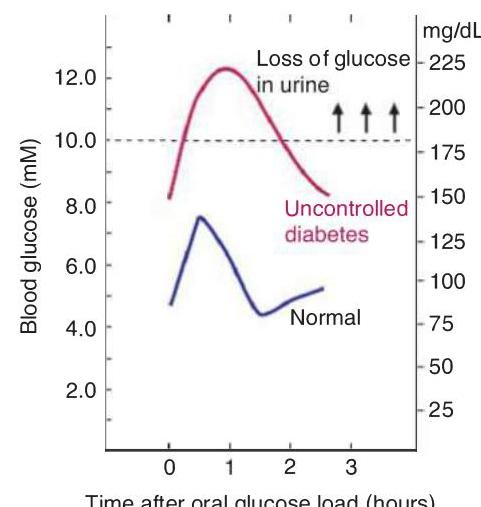 mg/dL
Loss of glucose
in urine
12.0
10.0
8.0
6.0
4.0
2.0
Blood glucose (mM)
225
200
175
150
125
100
75
50
25
Uncontrolled
diabetes
Normal
0 1 2 3
Time after oral glucose load (hours)